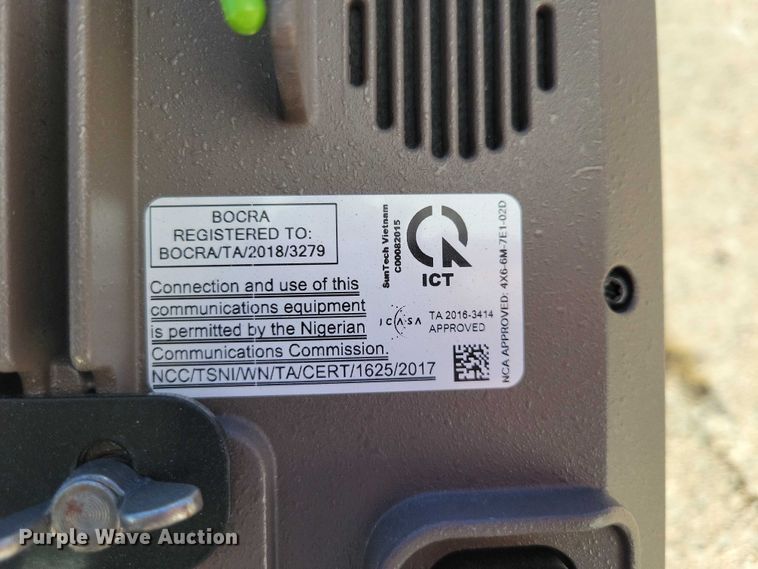 BOCRA
REGISTERED TO:
BOCRA/TA/2018/3279
Connection and use of this
communications equipment
is permitted by the Nigerian
Communications Commission.
NCC/TSNI/WN/TA/CERT/1625/2017
SunTech Vietnam
C00082015
ICT
ICASA
TA 2016-3414
APPROVED
NCA APPROVED: 4X6-6M-7E1-02D
Purple Wave Auction